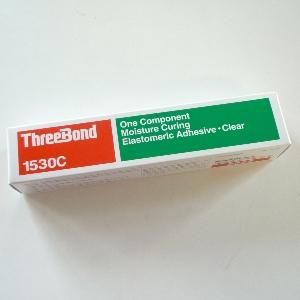 ThreeBond
1530C
One Component
Moisture Curing
Elastomeric Adhesive・Clear